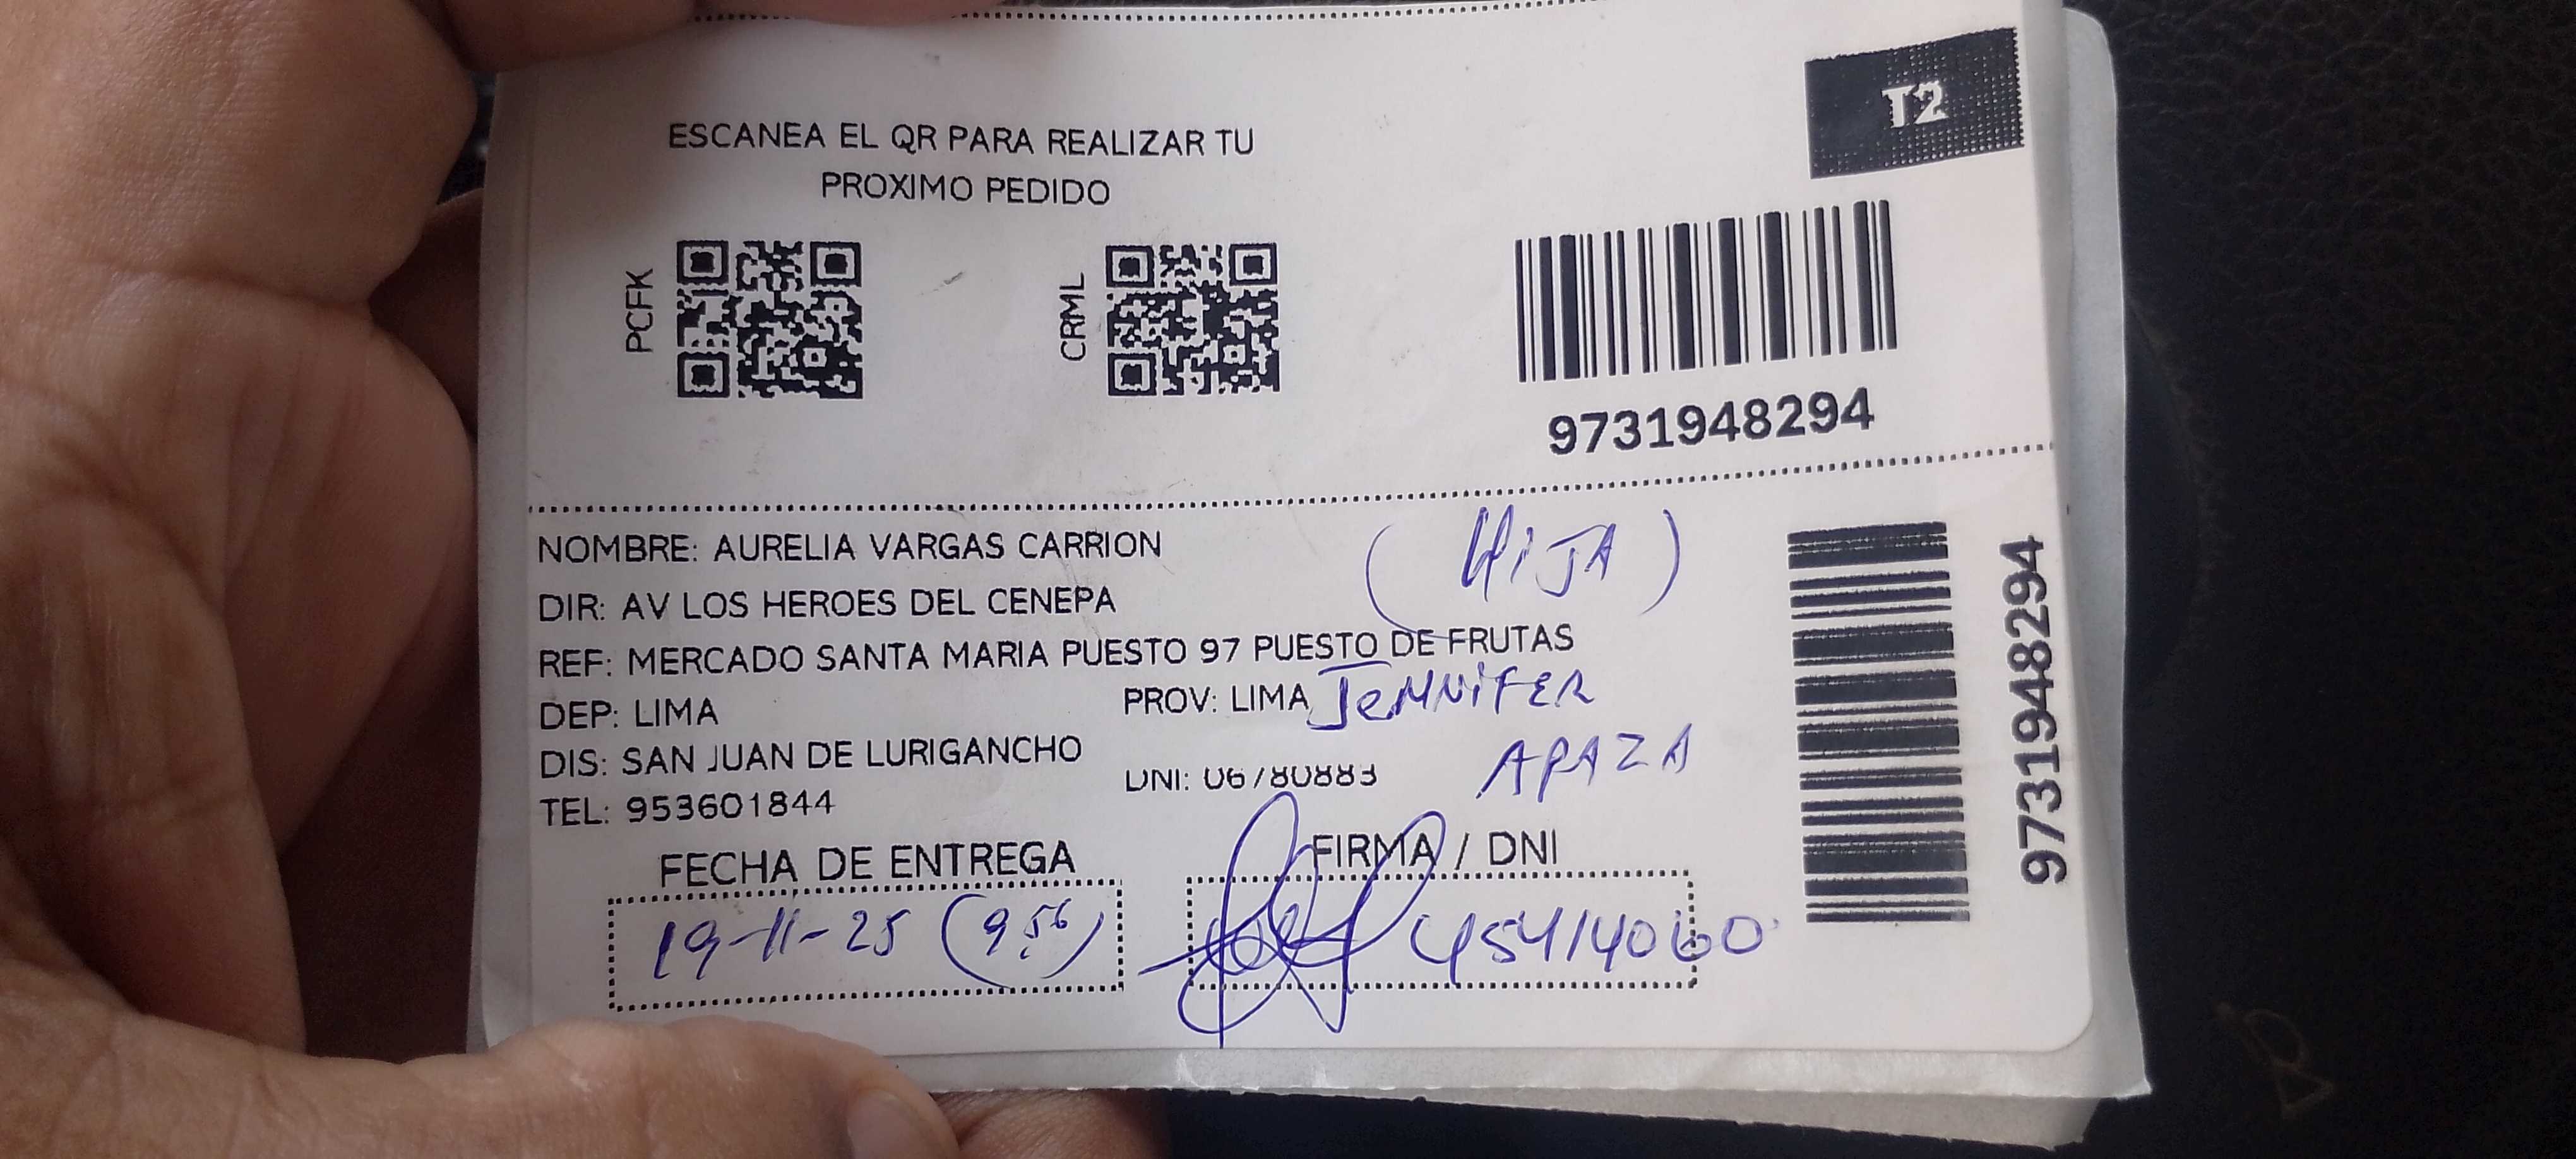 T2
ESCANEA EL QR PARA REALIZAR TU
PROXIMO PEDIDO
PCFK
CRML
9731948294
NOMBRE: AURELIA VARGAS CARRION
(HIJA)
DIR: AV LOS HEROES DEL CENEPA
REF: MERCADO SANTA MARIA PUESTO 97 PUESTO DE FRUTAS
DEP: LIMA PROV: LIMA JENNIFER
DIS: SAN JUAN DE LURIGANCHO APAZA
DNI: 06780883
TEL: 953601844
FECHA DE ENTREGA FIRMA / DNI
19-11-25 (9:56) 45414060
9731948294